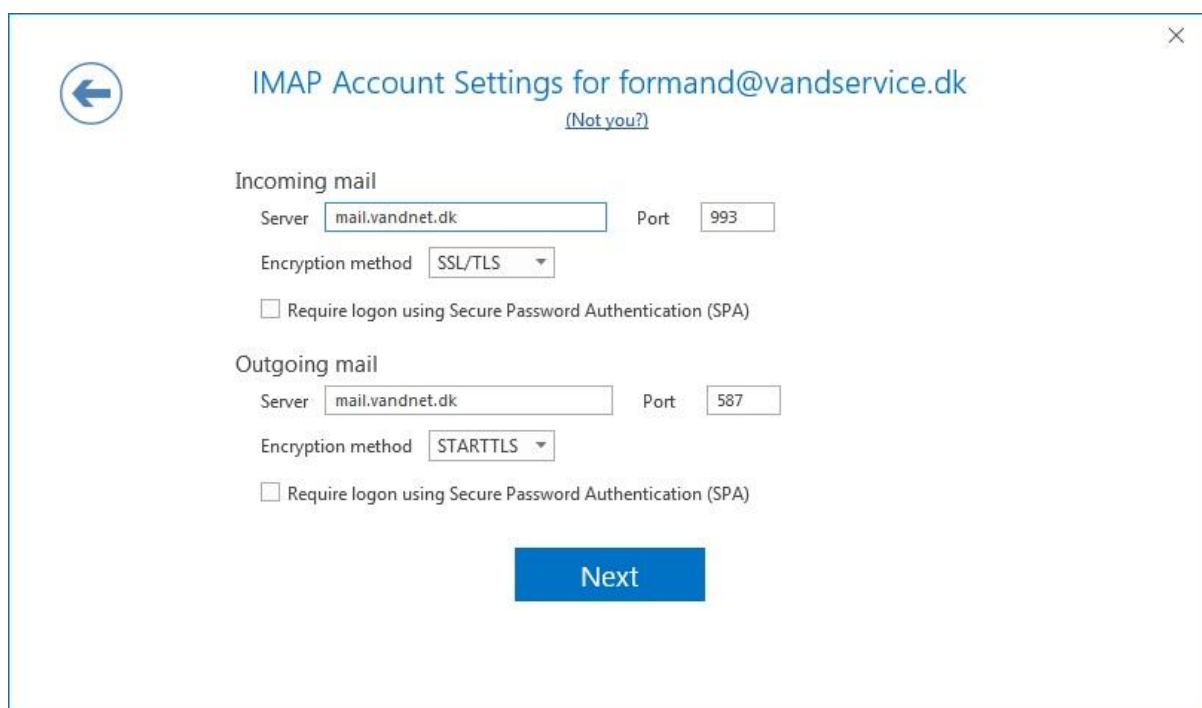 IMAP Account Settings for formand@vandservice.dk
(Not you?)
Incoming mail
Server mail.vandnet.dk Port 993
Encryption method SSL/TLS
Require logon using Secure Password Authentication (SPA)
Outgoing mail
Server mail.vandnet.dk Port 587
Encryption method STARTTLS
Require logon using Secure Password Authentication (SPA)
Next